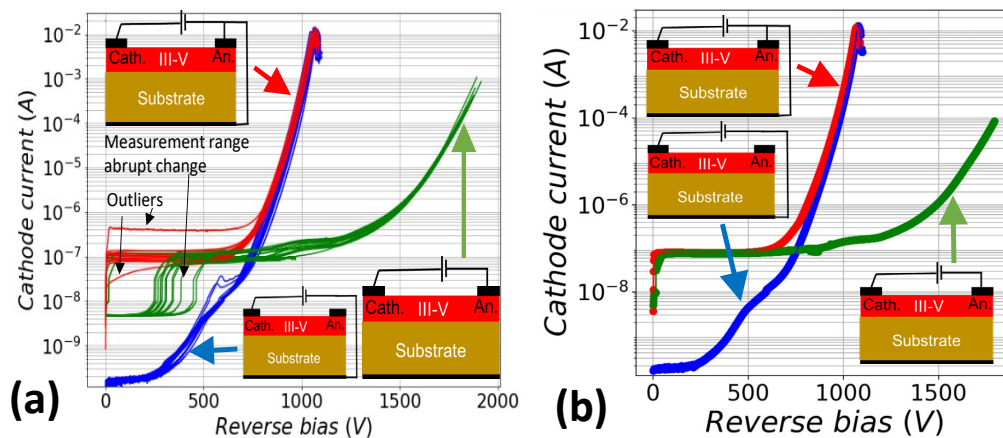 10⁻²
10⁻³
10⁻⁴
10⁻⁵
10⁻⁶
10⁻⁷
10⁻⁸
10⁻⁹
Cathode current (A)
Cath. III-V An.
Substrate
Measurement range
abrupt change
Outliers
Cath. III-V An.
Substrate
Cath. III-V An.
Substrate
0 500 1000 1500 2000
Reverse bias (V)
(a)
10⁻²
10⁻⁴
10⁻⁶
10⁻⁸
Cathode current (A)
Cath. III-V An.
Substrate
Cath. III-V An.
Substrate
Cath. III-V An.
Substrate
0 500 1000 1500
Reverse bias (V)
(b)